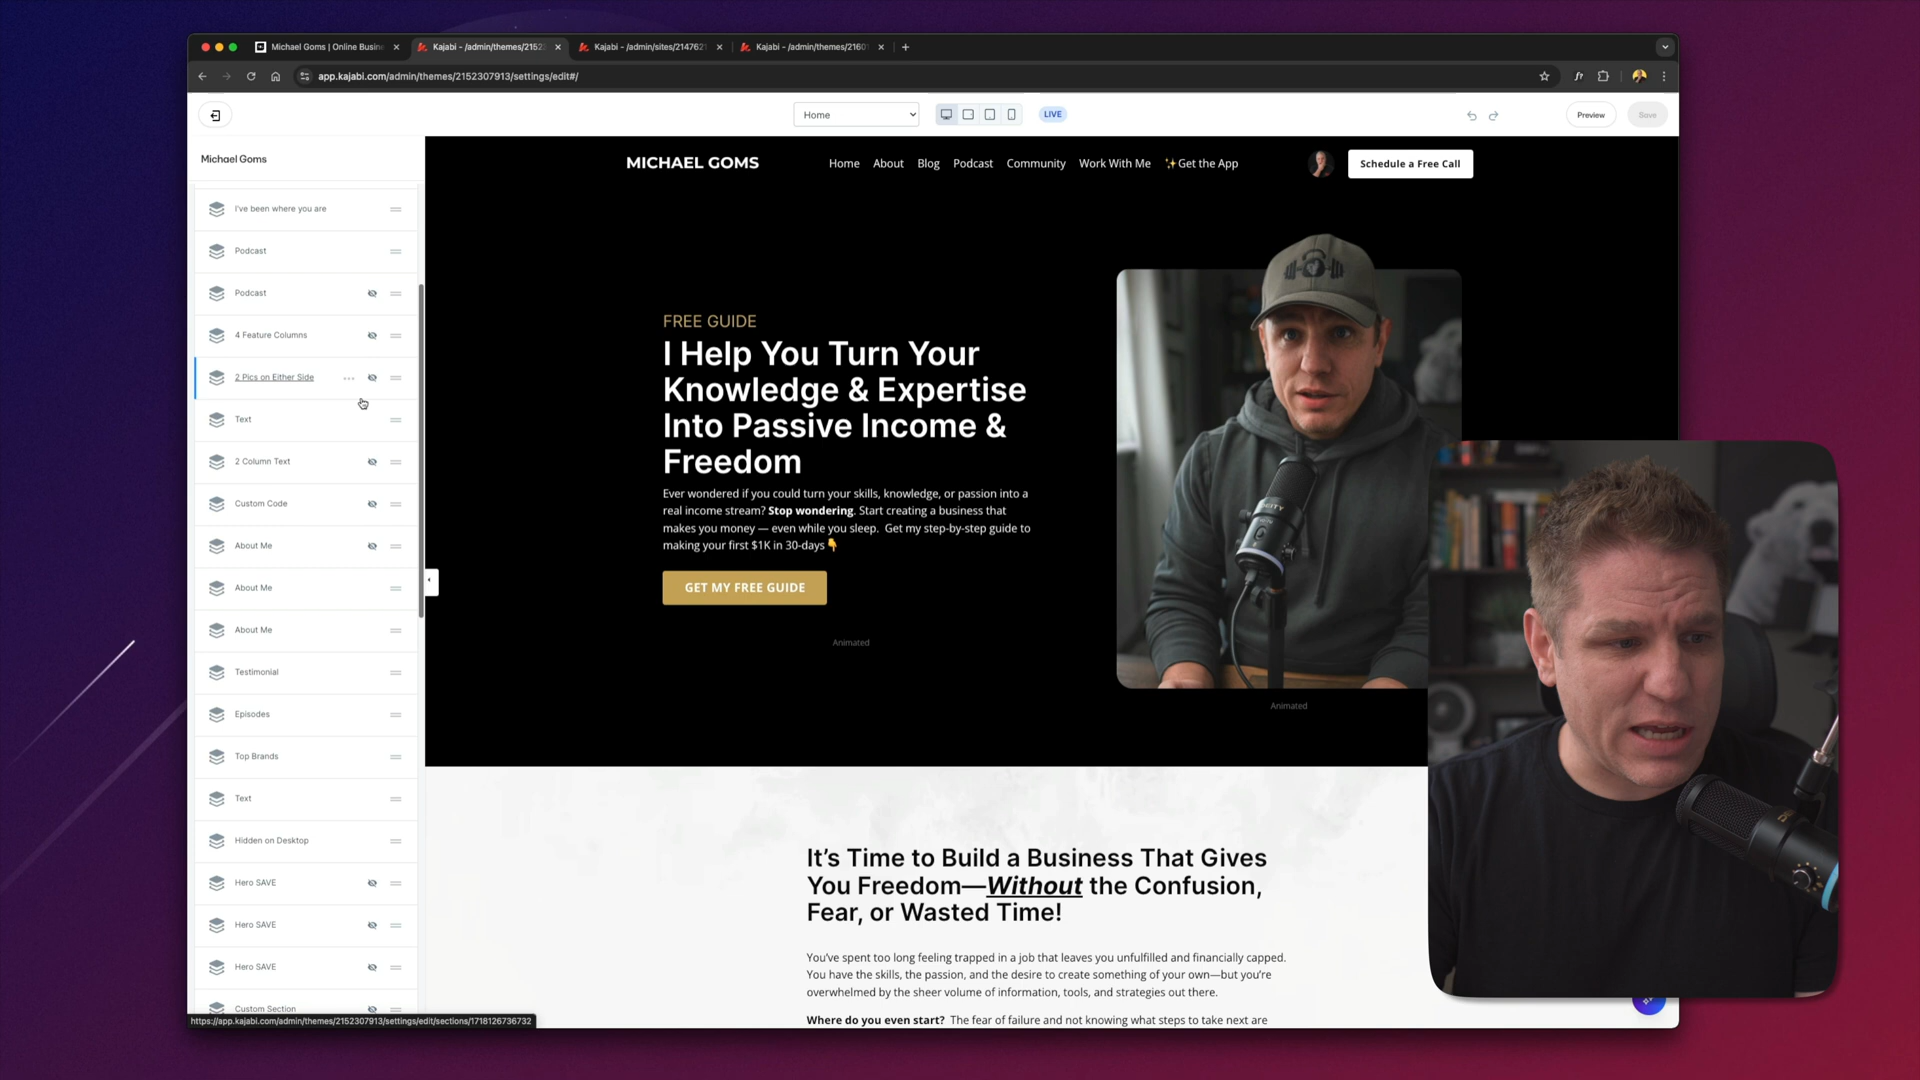 Michael Goms | Online Busine
Kajabi - /admin/themes/2152
Kajabi - /admin/sites/2147621
Kajabi - /admin/themes/2160
app.kajabi.com/admin/themes/2152307913/settings/edit#/
Home
LIVE
Preview
Save
Michael Goms
I've been where you are
Podcast
Podcast
4 Feature Columns
2 Pics on Either Side
Text
2 Column Text
Custom Code
About Me
About Me
About Me
Testimonial
Episodes
Top Brands
Text
Hidden on Desktop
Hero SAVE
Hero SAVE
Hero SAVE
Custom Section
https://app.kajabi.com/admin/themes/2152307913/settings/edit/sections/1718126736732
MICHAEL GOMS
Home About Blog Podcast Community Work With Me ✨Get the App
Schedule a Free Call
FREE GUIDE
I Help You Turn Your
Knowledge & Expertise
Into Passive Income &
Freedom
Ever wondered if you could turn your skills, knowledge, or passion into a
real income stream? Stop wondering. Start creating a business that
makes you money — even while you sleep. Get my step-by-step guide to
making your first $1K in 30-days👇
GET MY FREE GUIDE
Animated
Animated
It's Time to Build a Business That Gives
You Freedom—Without the Confusion,
Fear, or Wasted Time!
You've spent too long feeling trapped in a job that leaves you unfulfilled and financially capped.
You have the skills, the passion, and the desire to create something of your own—but you're
overwhelmed by the sheer volume of information, tools, and strategies out there.
Where do you even start? The fear of failure and not knowing what steps to take next are